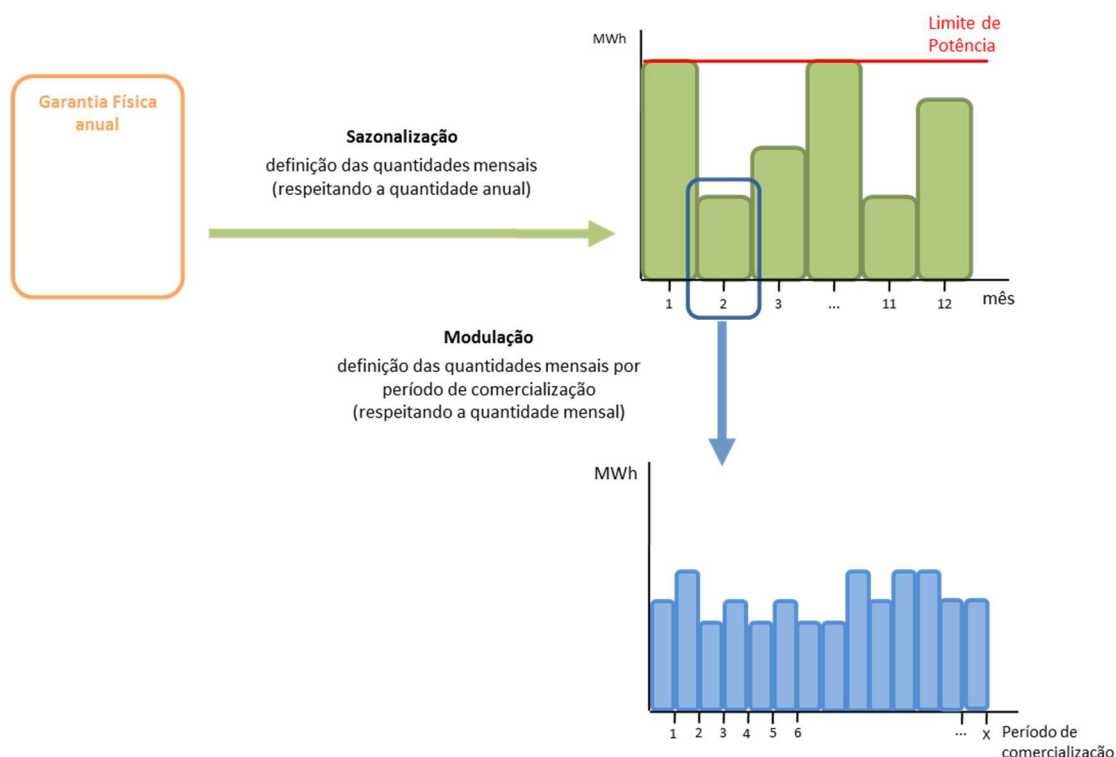 Garantia Física
anual
Sazonalização
definição das quantidades mensais
(respeitando a quantidade anual)
MWh
Limite de
Potência
1
2
3
...
11
12
mês
Modulação
definição das quantidades mensais por
período de comercialização
(respeitando a quantidade mensal)
MWh
1
2
3
4
5
6
...
X
Período de
comercialização